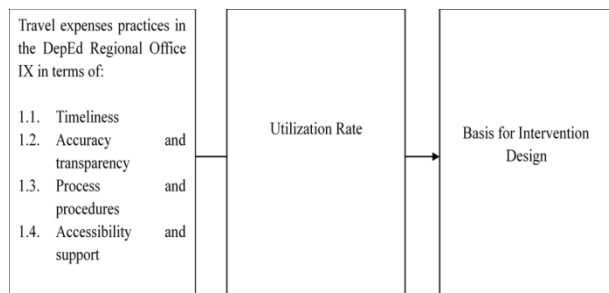 Travel expenses practices in
the DepEd Regional Office
IX in terms of:
1.1. Timeliness
1.2. Accuracy and
transparency
1.3. Process and
procedures
1.4. Accessibility and
support
Utilization Rate
Basis for Intervention
Design